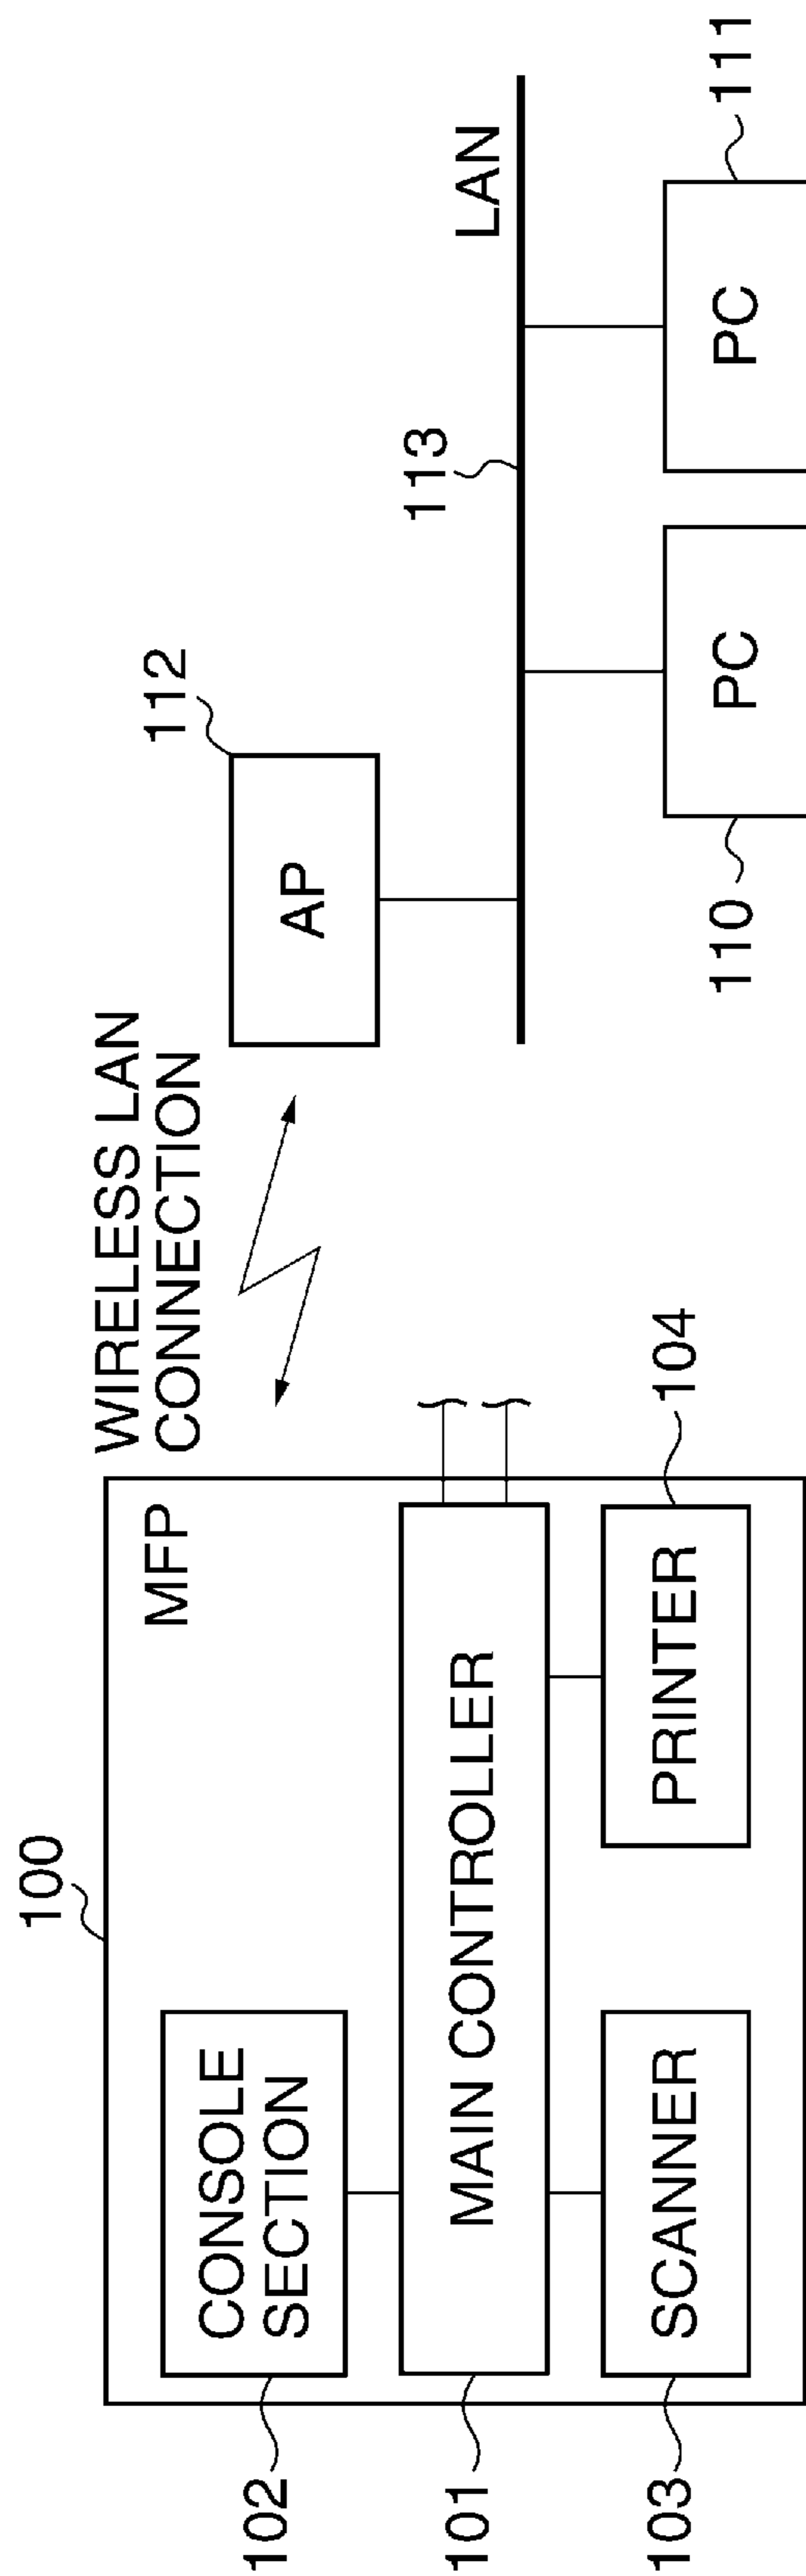 100
MFP
102
CONSOLE
SECTION
101
MAIN CONTROLLER
103
SCANNER
PRINTER
104
WIRELESS LAN
CONNECTION
AP
112
113
LAN
110
PC
PC
111